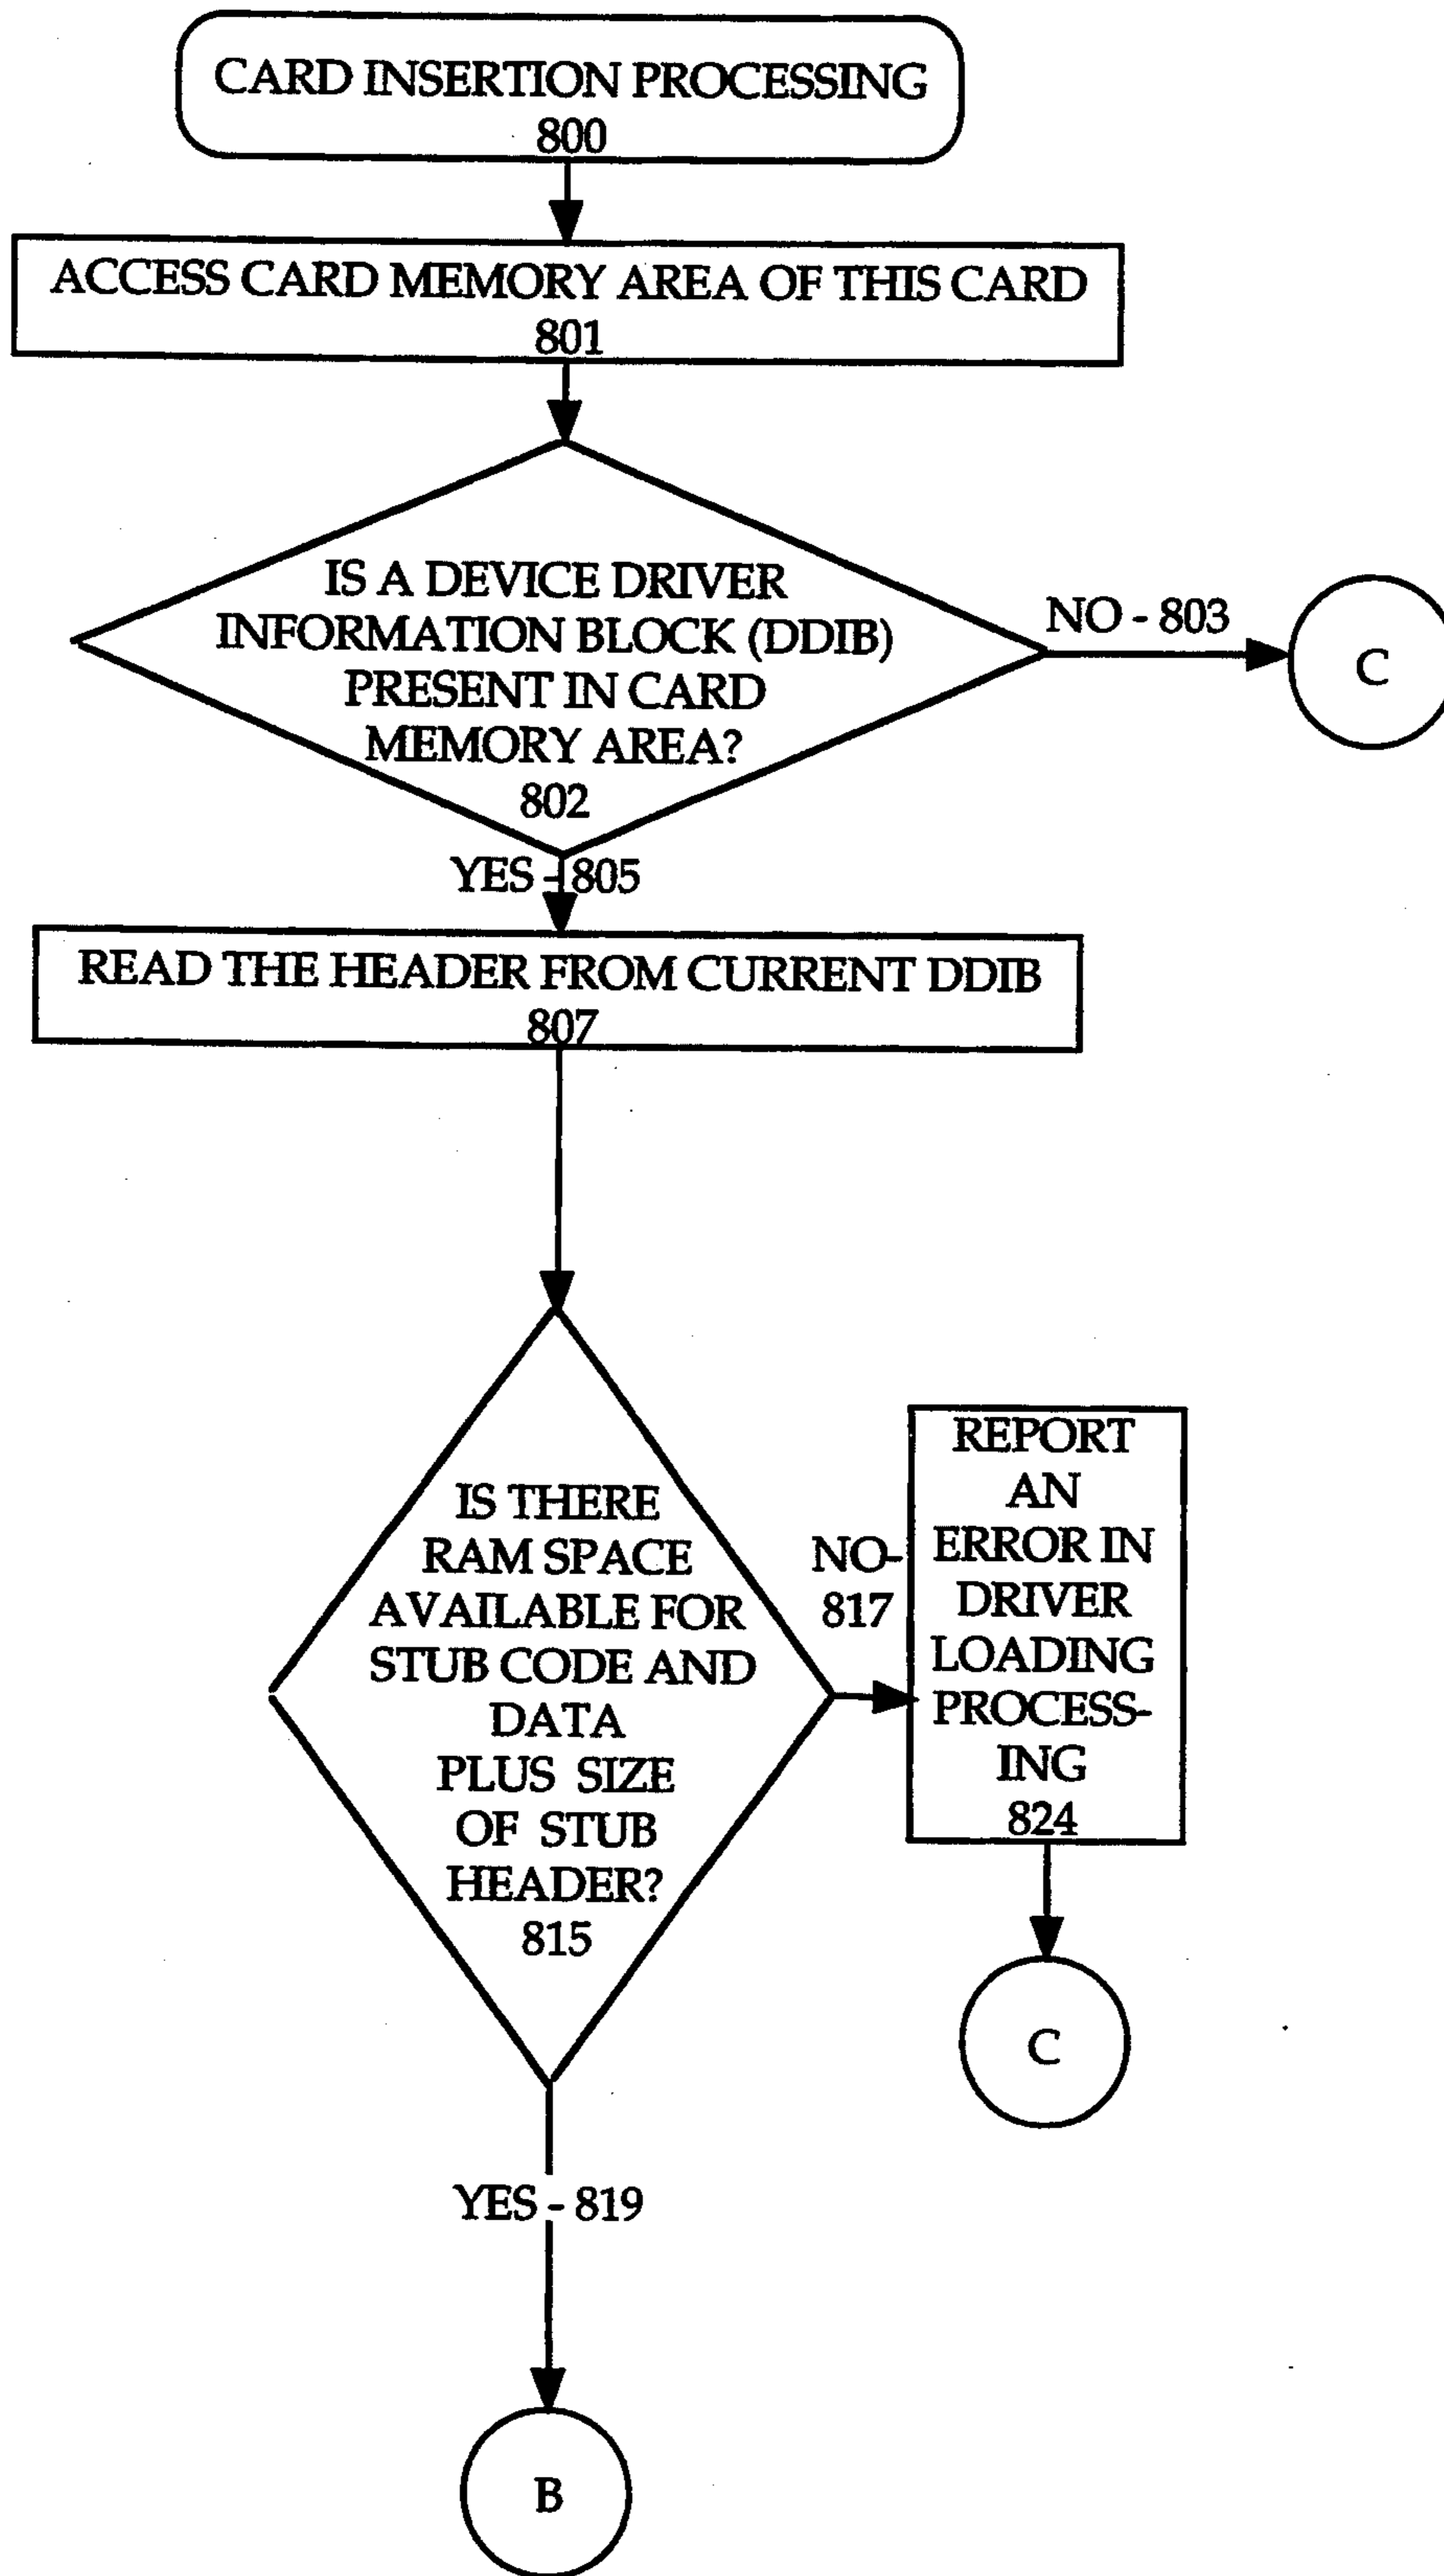 CARD INSERTION PROCESSING
800
ACCESS CARD MEMORY AREA OF THIS CARD
801
IS A DEVICE DRIVER
INFORMATION BLOCK (DDIB)
PRESENT IN CARD
MEMORY AREA?
802
NO - 803
C
YES - 805
READ THE HEADER FROM CURRENT DDIB
807
IS THERE
RAM SPACE
AVAILABLE FOR
STUB CODE AND
DATA
PLUS SIZE
OF STUB
HEADER?
815
NO-
817
REPORT
AN
ERROR IN
DRIVER
LOADING
PROCESS-
ING
824
C
YES - 819
B